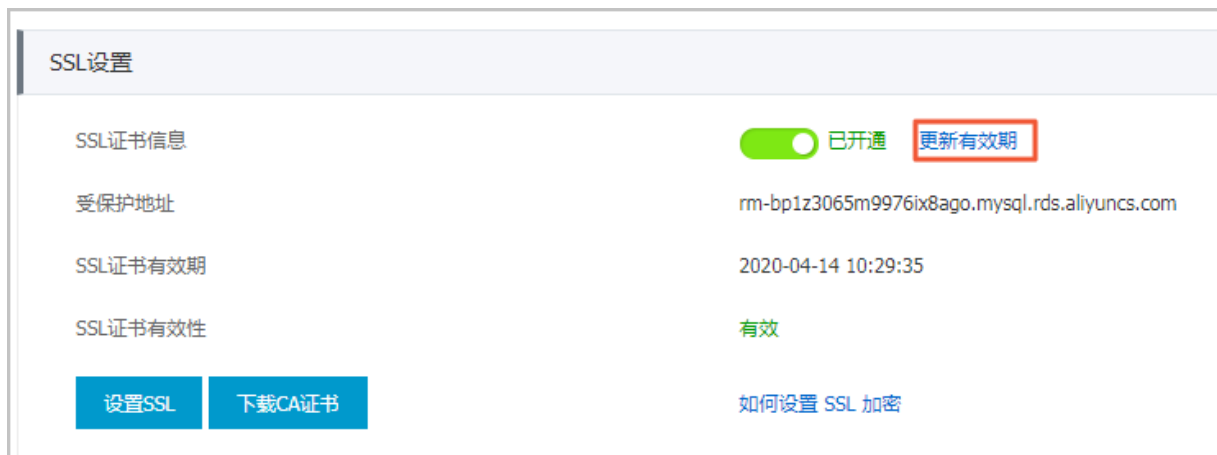 SSL设置
SSL证书信息 已开通 更新有效期
受保护地址 rm-bp1z3065m9976ix8ago.mysql.rds.aliyuncs.com
SSL证书有效期 2020-04-14 10:29:35
SSL证书有效性 有效
设置SSL 下载CA证书 如何设置 SSL 加密